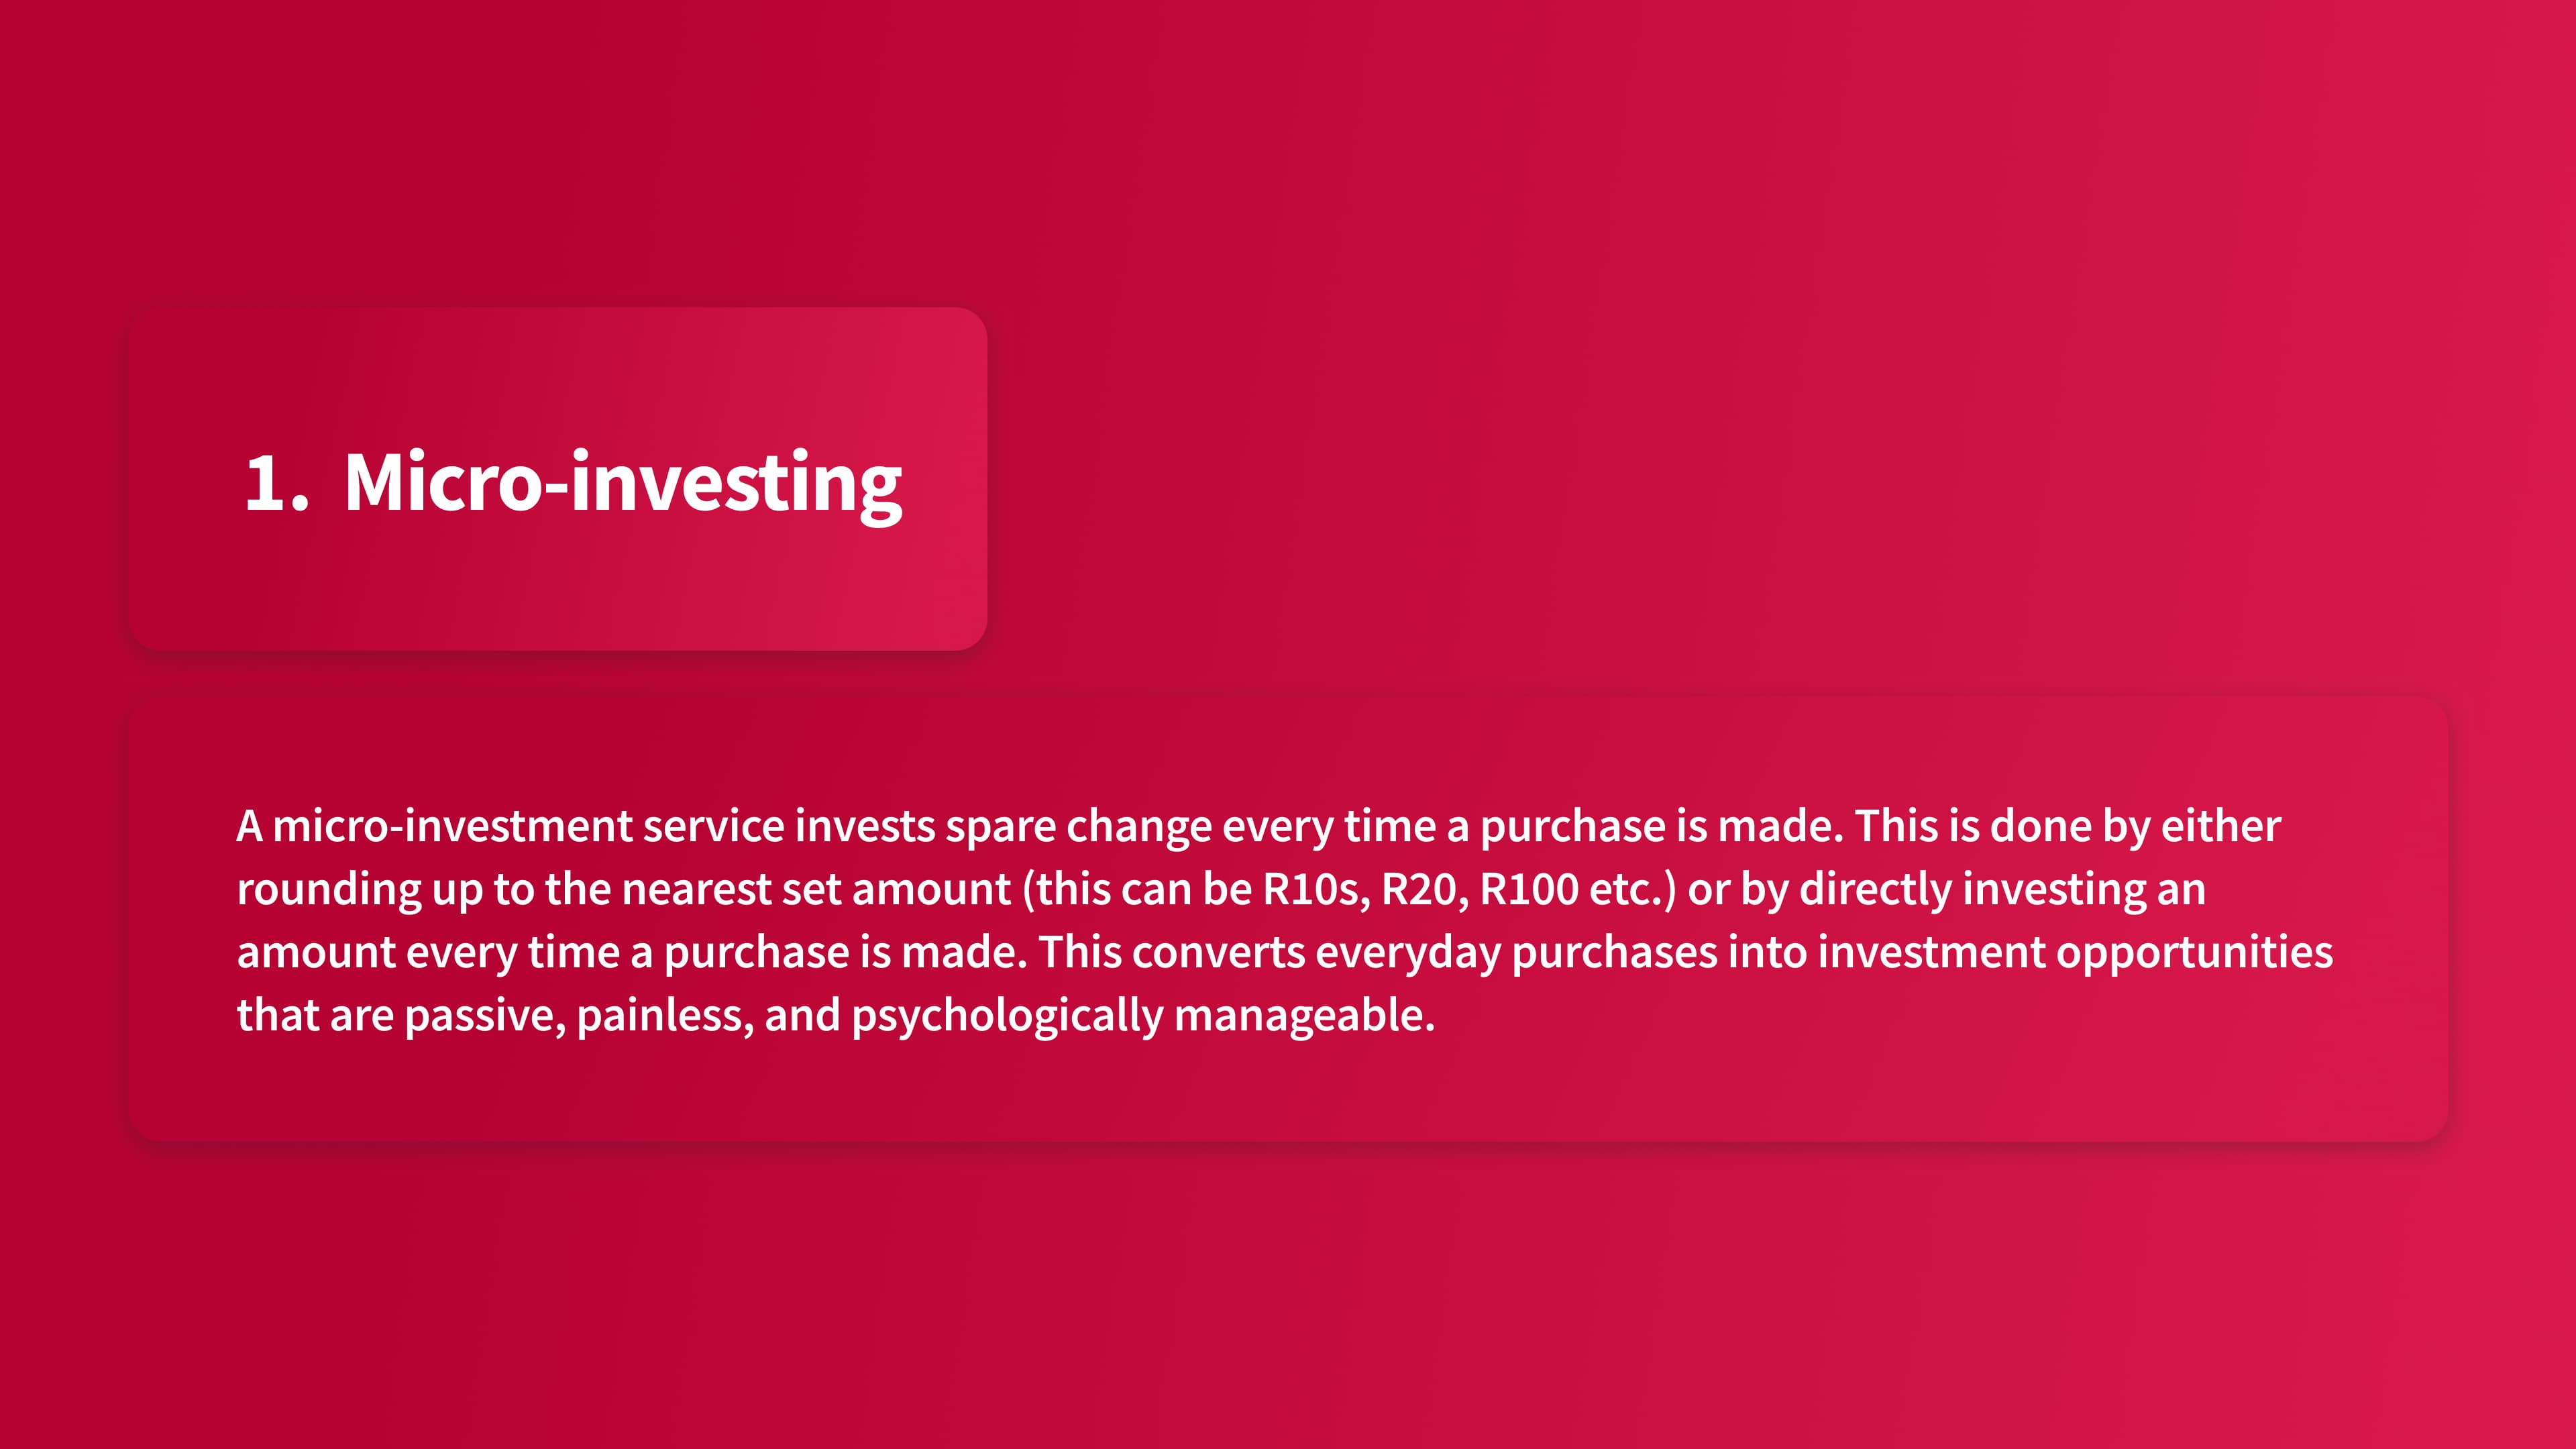 1. Micro-investing
A micro-investment service invests spare change every time a purchase is made. This is done by either
rounding up to the nearest set amount (this can be R10s, R20, R100 etc.) or by directly investing an
amount every time a purchase is made. This converts everyday purchases into investment opportunities
that are passive, painless, and psychologically manageable.